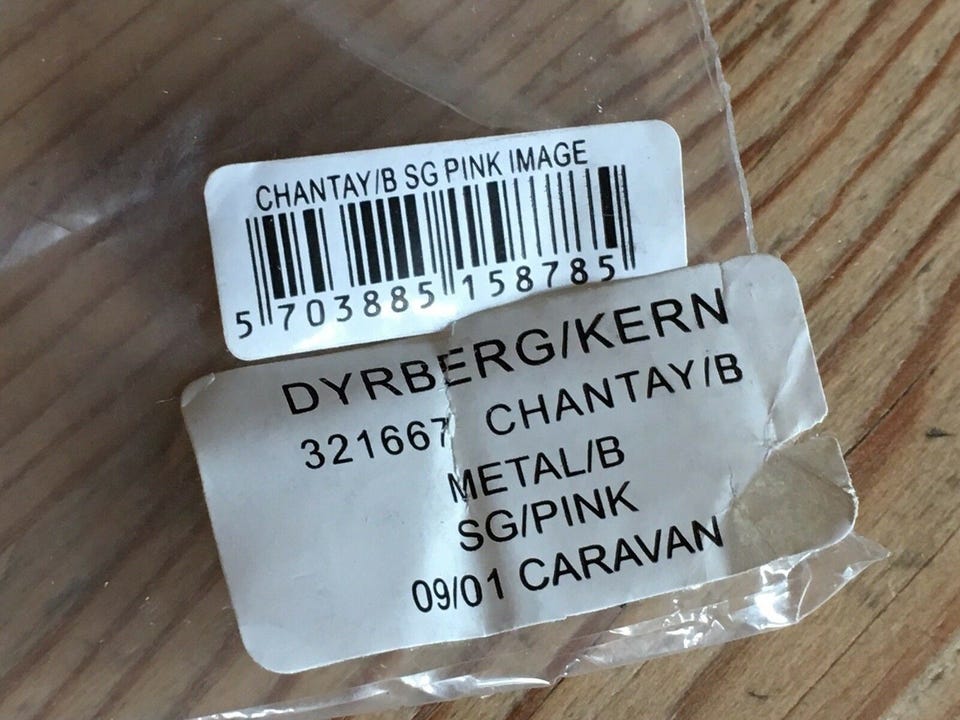 CHANTAY/B SG PINK IMAGE
5 703885 158785
DYRBERG/KERN
321667 CHANTAY/B
METAL/B
SG/PINK
09/01 CARAVAN